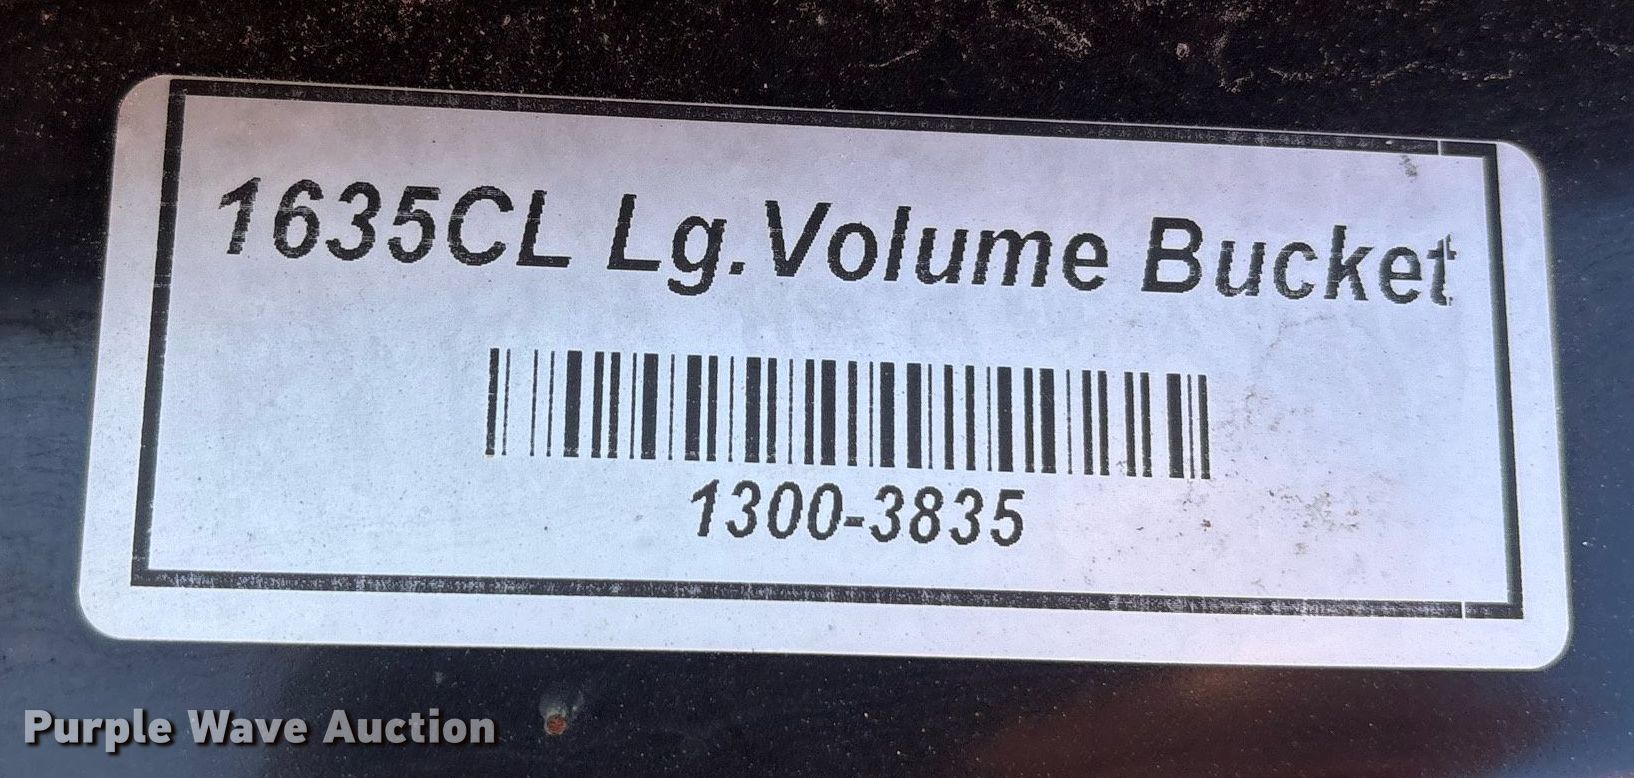 1635CL Lg.Volume Bucket
1300-3835
Purple Wave Auction